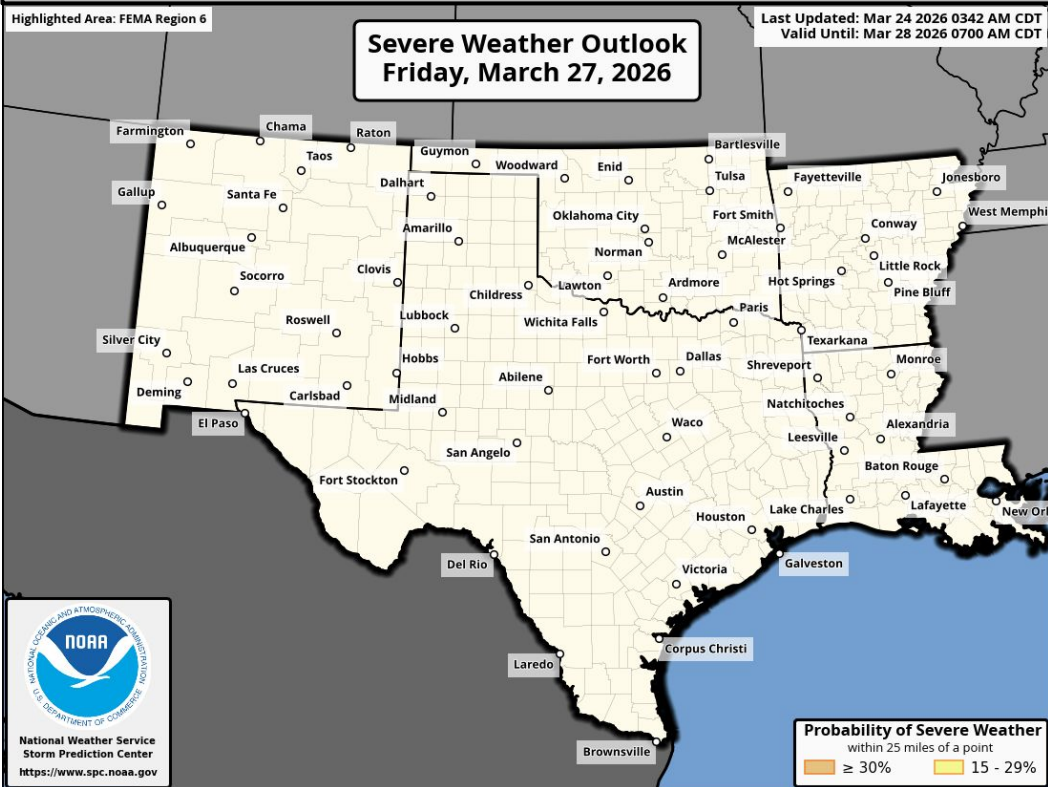 Highlighted Area: FEMA Region 6
Last Updated: Mar 24 2026 0342 AM CDT
Valid Until: Mar 28 2026 0700 AM CDT
Severe Weather Outlook
Friday, March 27, 2026
Farmington
Chama
Raton
Taos
Guymon
Woodward
Enid
Bartlesville
Tulsa
Fayetteville
Jonesboro
Gallup
Santa Fe
Dalhart
Amarillo
Oklahoma City
Fort Smith
Conway
West Memphi
Albuquerque
Norman
McAlester
Little Rock
Socorro
Clovis
Childress
Lawton
Ardmore
Hot Springs
Pine Bluff
Roswell
Lubbock
Wichita Falls
Paris
Texarkana
Silver City
Hobbs
Fort Worth
Dallas
Shreveport
Monroe
Deming
Las Cruces
Carlsbad
Midland
Abilene
Natchitoches
El Paso
Waco
Leesville
Alexandria
San Angelo
Fort Stockton
Baton Rouge
Austin
Houston
Lake Charles
Lafayette
New Orl
San Antonio
Del Rio
Galveston
Victoria
Laredo
Corpus Christi
Brownsville
NATIONAL OCEANIC AND ATMOSPHERIC ADMINISTRATION
NOAA
U.S. DEPARTMENT OF COMMERCE
National Weather Service
Storm Prediction Center
https://www.spc.noaa.gov
Probability of Severe Weather
within 25 miles of a point
≥ 30%
15 - 29%